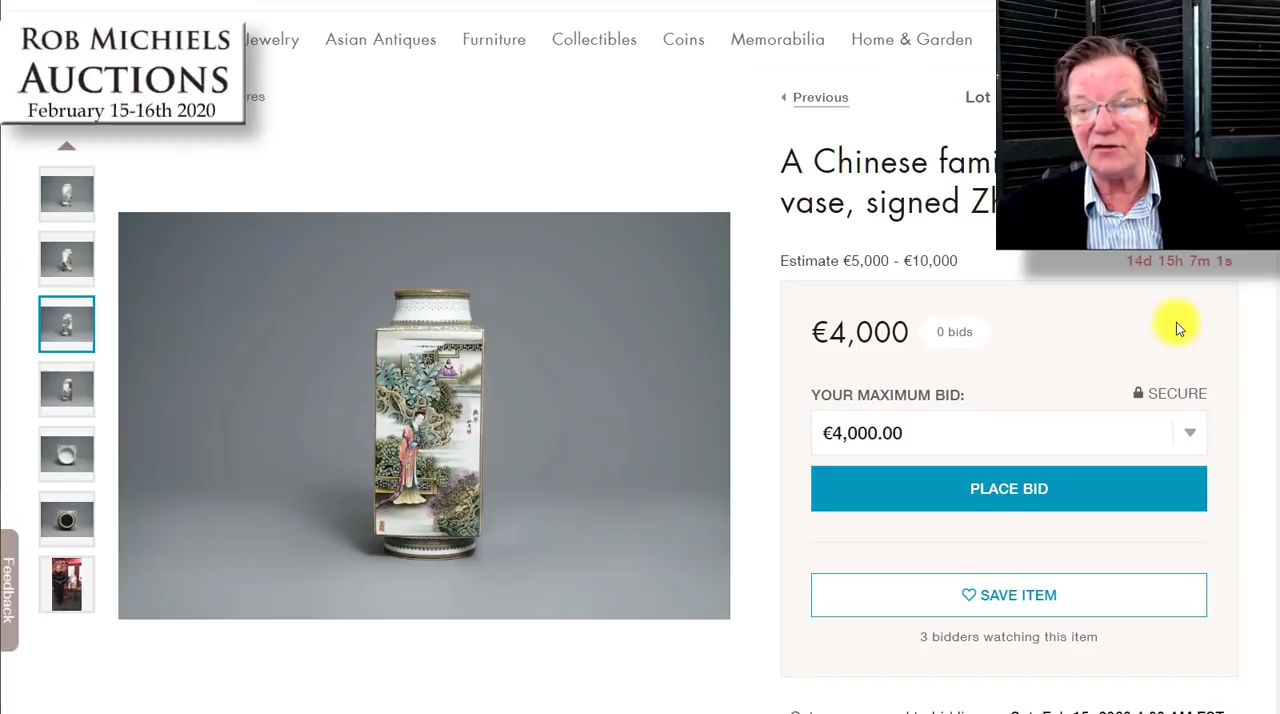 ROB MICHIELS
AUCTIONS
February 15-16th 2020
Jewelry
Asian Antiques
Furniture
Collectibles
Coins
Memorabilia
Home & Garden
res
Previous
Lot
A Chinese fami
vase, signed Zh
Estimate €5,000 - €10,000
14d 15h 7m 1s
€4,000
0 bids
YOUR MAXIMUM BID:
SECURE
€4,000.00
PLACE BID
SAVE ITEM
3 bidders watching this item
Feedback